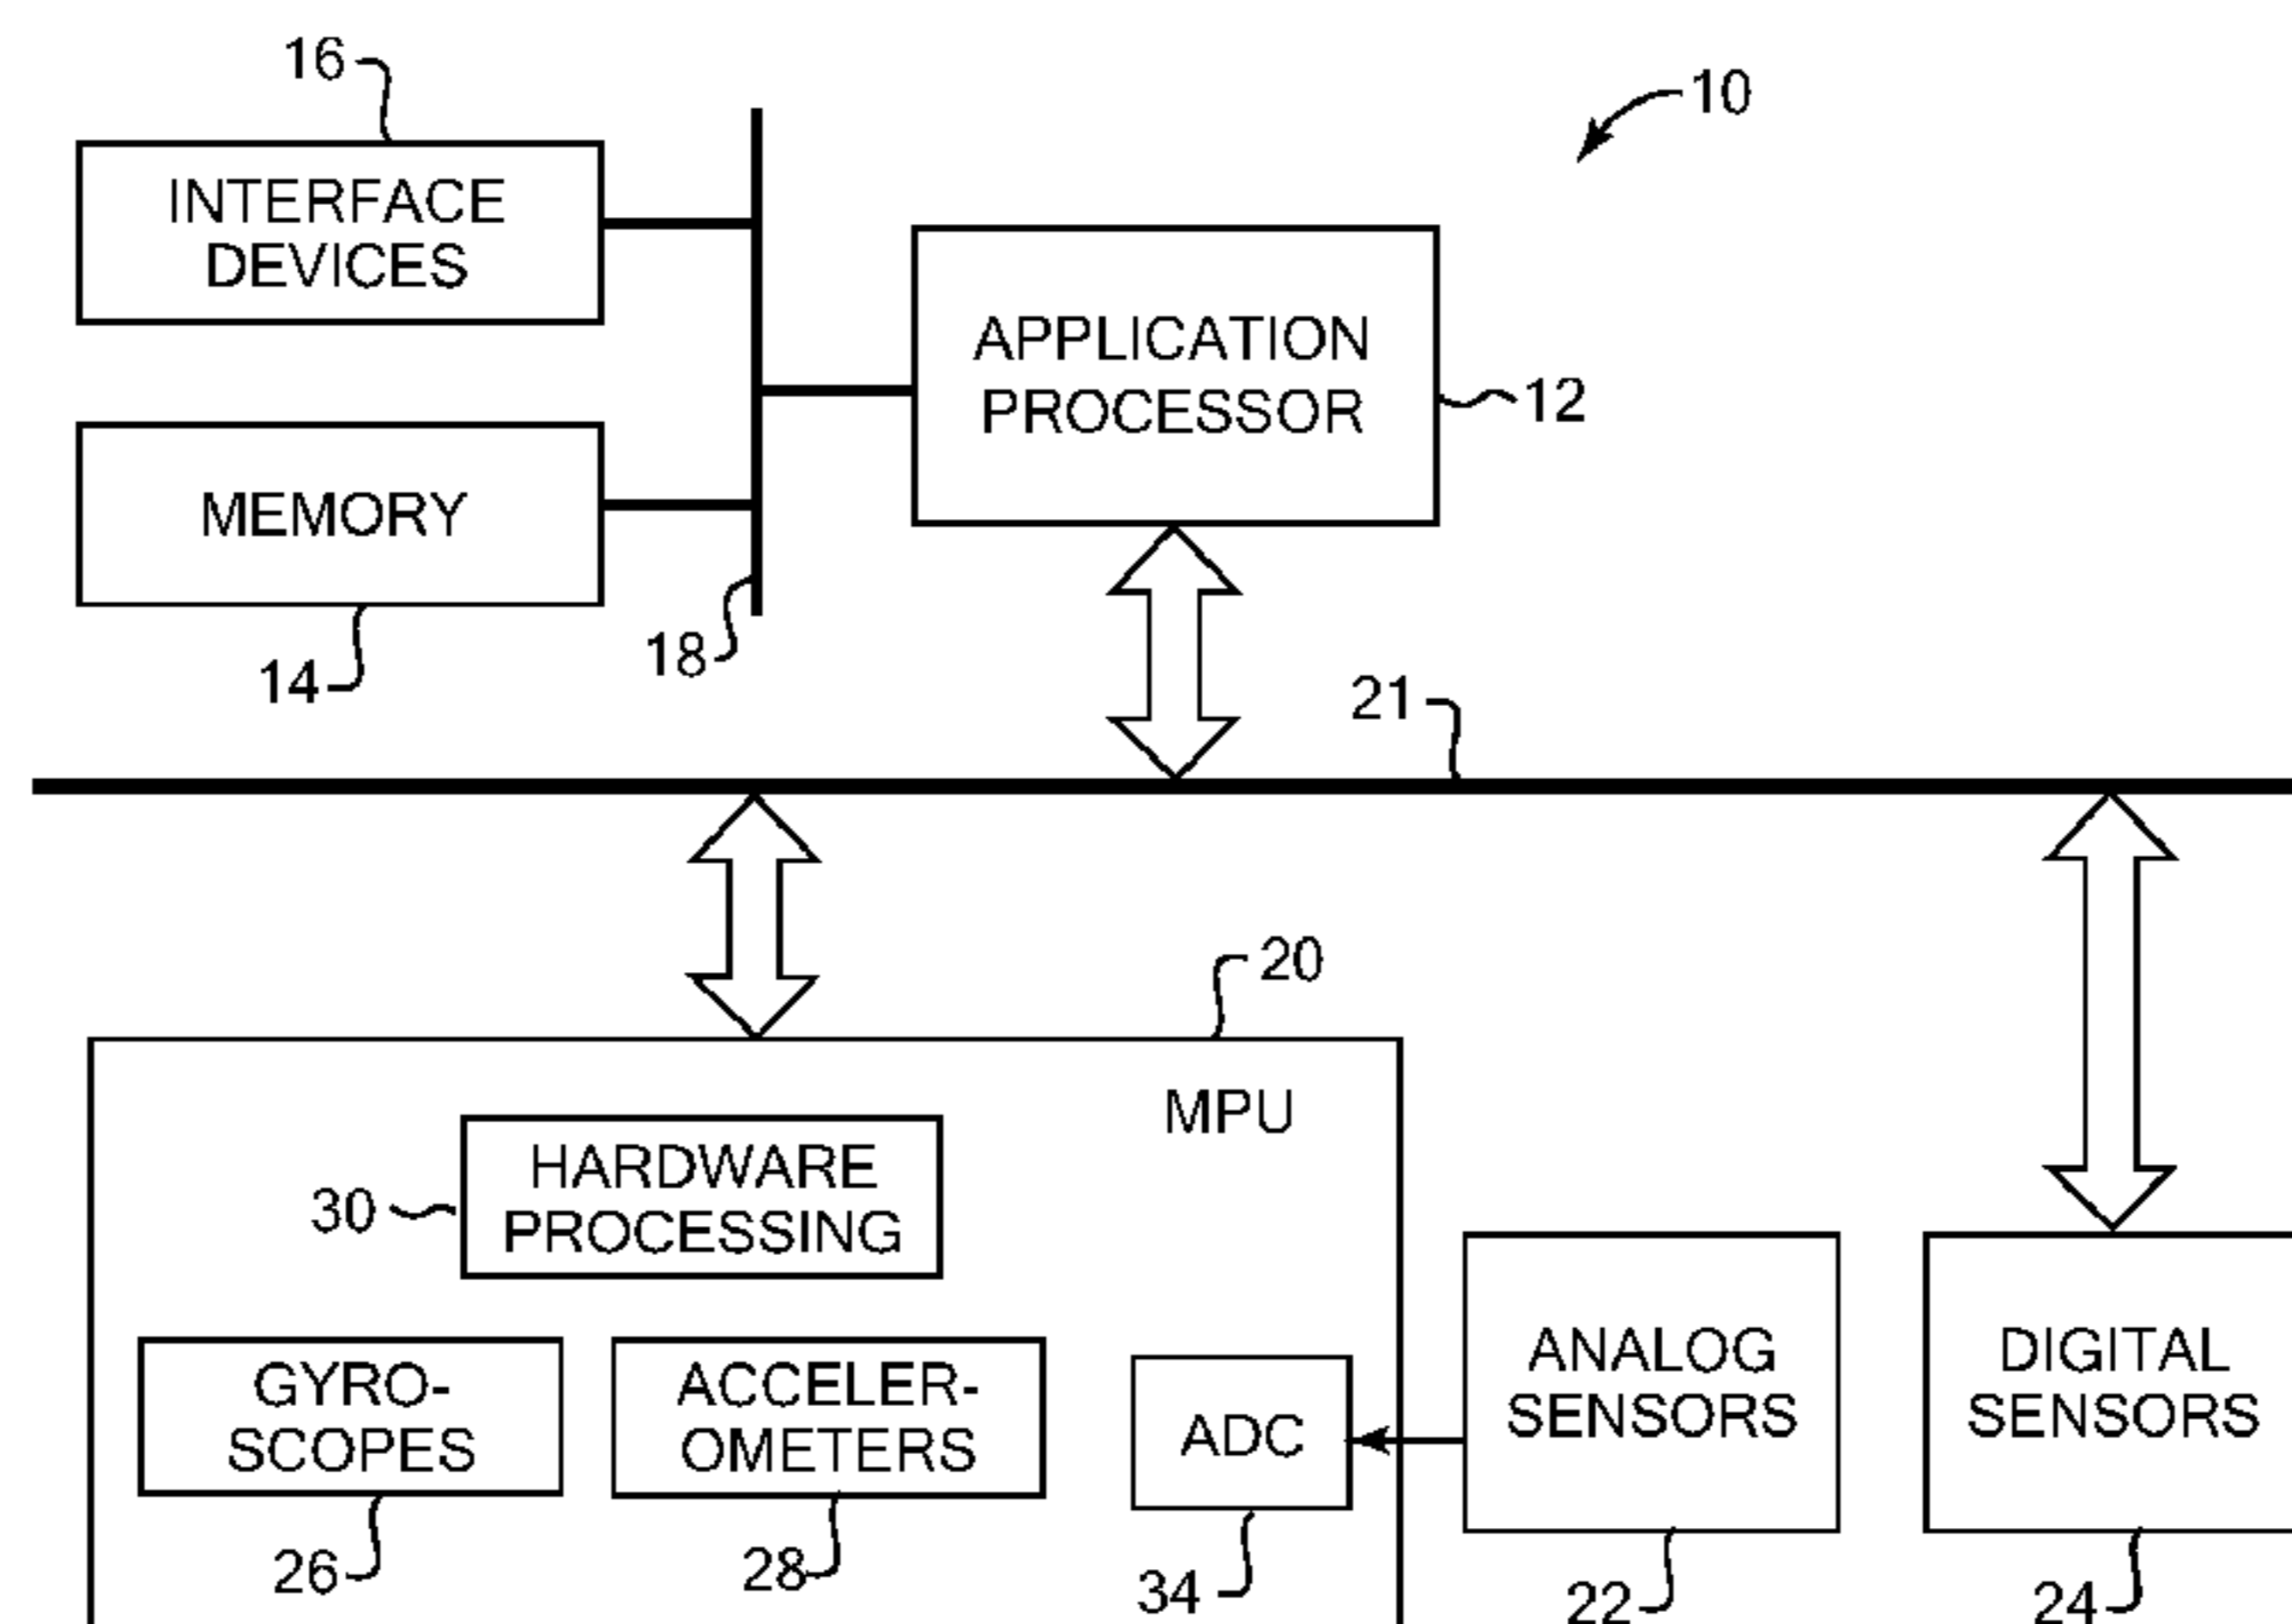 16
10
INTERFACE
DEVICES
APPLICATION
PROCESSOR
12
MEMORY
18
14
21
20
MPU
HARDWARE
PROCESSING
30
GYRO-
SCOPES
ACCELER-
OMETERS
ADC
ANALOG
SENSORS
DIGITAL
SENSORS
26
28
34
22
24